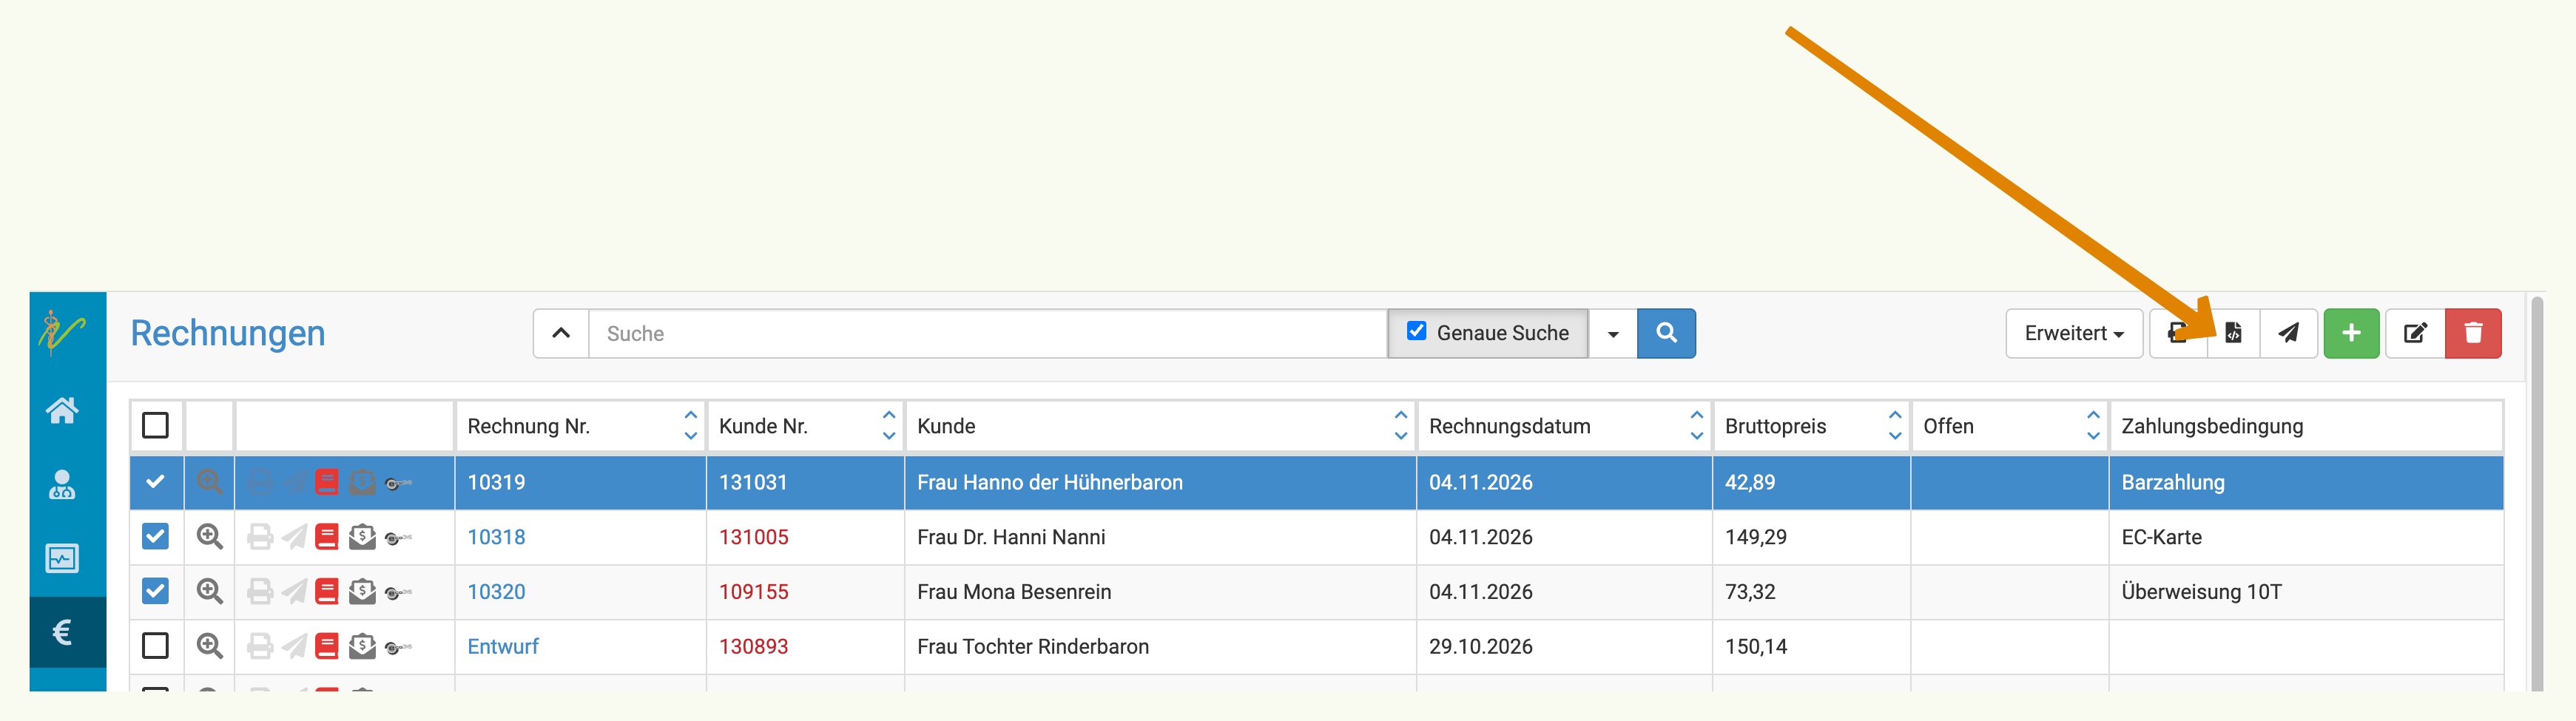 Rechnungen
Suche
Genaue Suche
Erweitert
Rechnung Nr. Kunde Nr. Kunde Rechnungsdatum Bruttopreis Offen Zahlungsbedingung
10319 131031 Frau Hanno der Hühnerbaron 04.11.2026 42,89 Barzahlung
10318 131005 Frau Dr. Hanni Nanni 04.11.2026 149,29 EC-Karte
10320 109155 Frau Mona Besenrein 04.11.2026 73,32 Überweisung 10T
Entwurf 130893 Frau Tochter Rinderbaron 29.10.2026 150,14